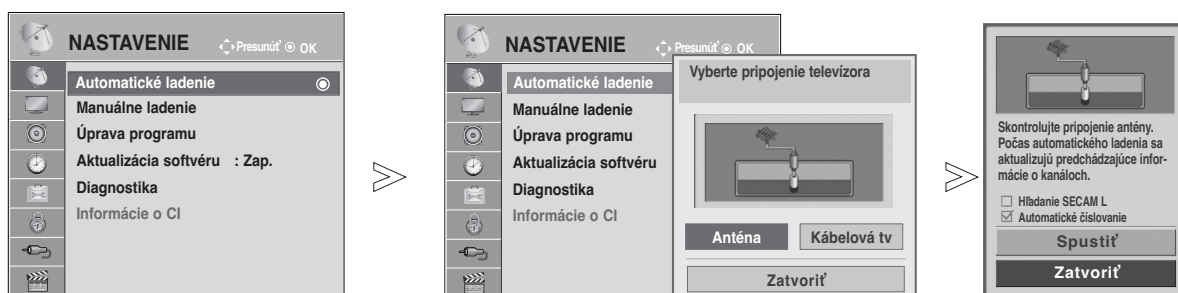 NASTAVENIE
Presunúť OK
Automatické ladenie
Manuálne ladenie
Úprava programu
Aktualizácia softvéru : Zap.
Diagnostika
Informácie o CI
NASTAVENIE
Presunúť OK
Automatické ladenie
Manuálne ladenie
Úprava programu
Aktualizácia softvéru
Diagnostika
Informácie o CI
Vyberte pripojenie televízora
Anténa
Kábelová tv
Zatvoriť
Skontrolujte pripojenie antény.
Počas automatického ladenia sa
aktualizujú predchádzajúce infor-
mácie o kanáloch.
Hľadanie SECAM L
Automatické číslovanie
Spustiť
Zatvoriť